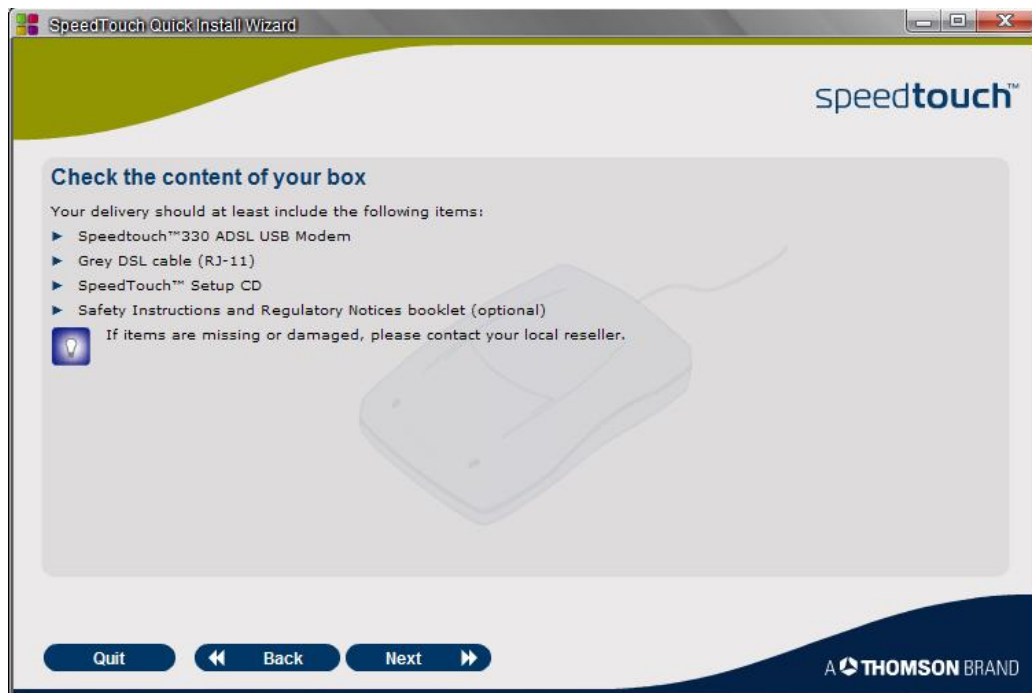 SpeedTouch Quick Install Wizard
speedtouch™
Check the content of your box
Your delivery should at least include the following items:
Speedtouch™330 ADSL USB Modem
Grey DSL cable (RJ-11)
SpeedTouch™ Setup CD
Safety Instructions and Regulatory Notices booklet (optional)
If items are missing or damaged, please contact your local reseller.
Quit Back Next
A THOMSON BRAND